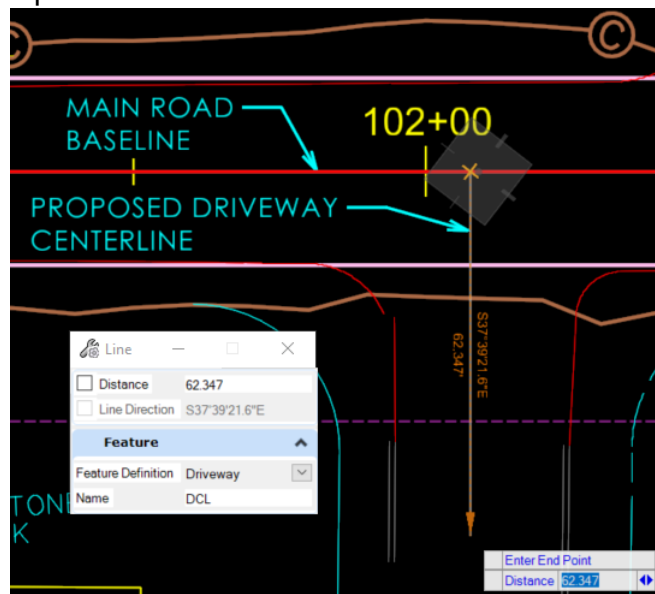 C
C
MAIN ROAD
BASELINE
102+00
PROPOSED DRIVEWAY
CENTERLINE
S37°39'21.6"E
62.347'
Line
Distance 62.347
Line Direction S37°39'21.6"E
Feature
Feature Definition Driveway
Name DCL
TON
K
Enter End Point
Distance 62.347